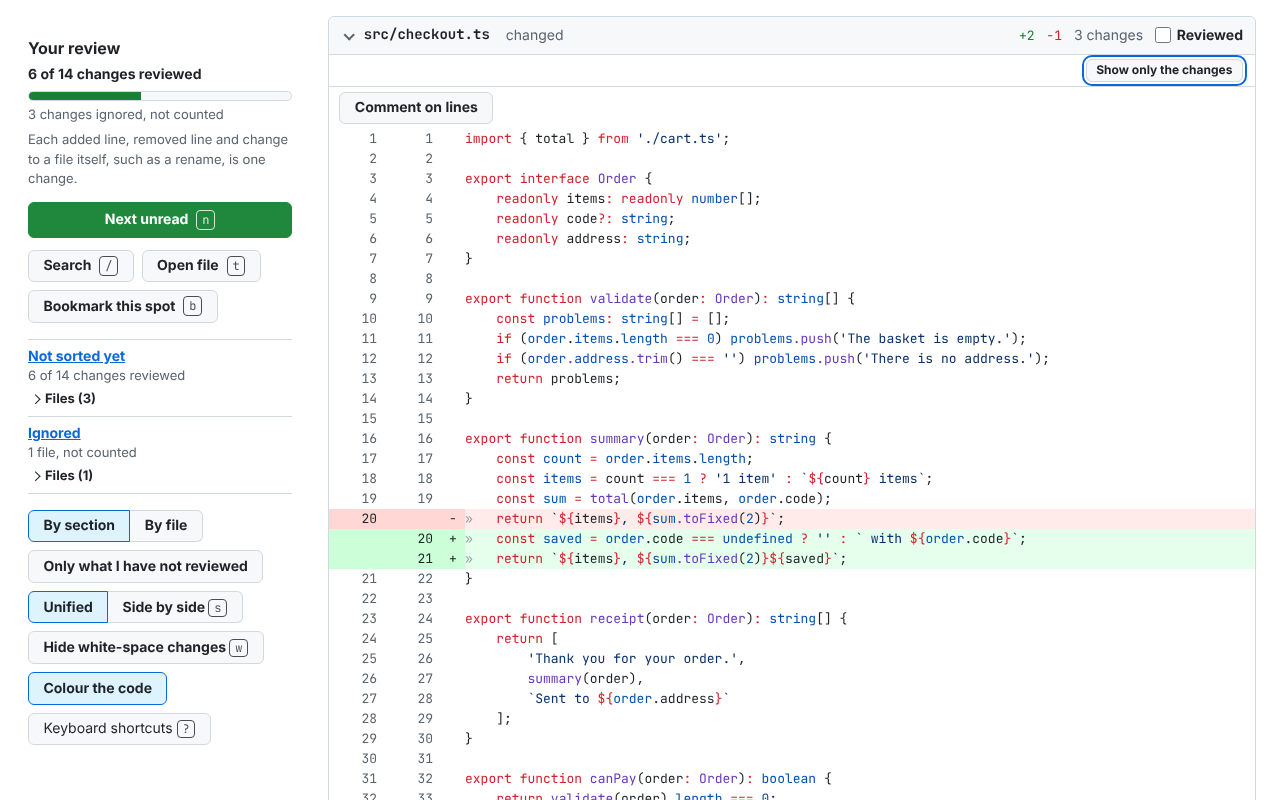 Your review
6 of 14 changes reviewed
3 changes ignored, not counted
Each added line, removed line and change
to a file itself, such as a rename, is one
change.
Next unread n
Search / Open file t
Bookmark this spot b
Not sorted yet
6 of 14 changes reviewed
Files (3)
Ignored
1 file, not counted
Files (1)
By section By file
Only what I have not reviewed
Unified Side by side s
Hide white-space changes w
Colour the code
Keyboard shortcuts ?
src/checkout.ts changed +2 -1 3 changes Reviewed
Show only the changes
Comment on lines
1 1 import { total } from './cart.ts';
2 2
3 3 export interface Order {
4 4 readonly items: readonly number[];
5 5 readonly code?: string;
6 6 readonly address: string;
7 7 }
8 8
9 9 export function validate(order: Order): string[] {
10 10 const problems: string[] = [];
11 11 if (order.items.length === 0) problems.push('The basket is empty.');
12 12 if (order.address.trim() === '') problems.push('There is no address.');
13 13 return problems;
14 14 }
15 15
16 16 export function summary(order: Order): string {
17 17 const count = order.items.length;
18 18 const items = count === 1 ? '1 item' : `${count} items`;
19 19 const sum = total(order.items, order.code);
20 - » return `${items}, ${sum.toFixed(2)}`;
20 + » const saved = order.code === undefined ? '' : ` with ${order.code}`;
21 + » return `${items}, ${sum.toFixed(2)}${saved}`;
21 22 }
22 23
23 24 export function receipt(order: Order): string[] {
24 25 return [
25 26 'Thank you for your order.',
26 27 summary(order),
27 28 `Sent to ${order.address}`
28 29 ];
29 30 }
30 31
31 32 export function canPay(order: Order): boolean {
32 33 return validate(order).length === 0;